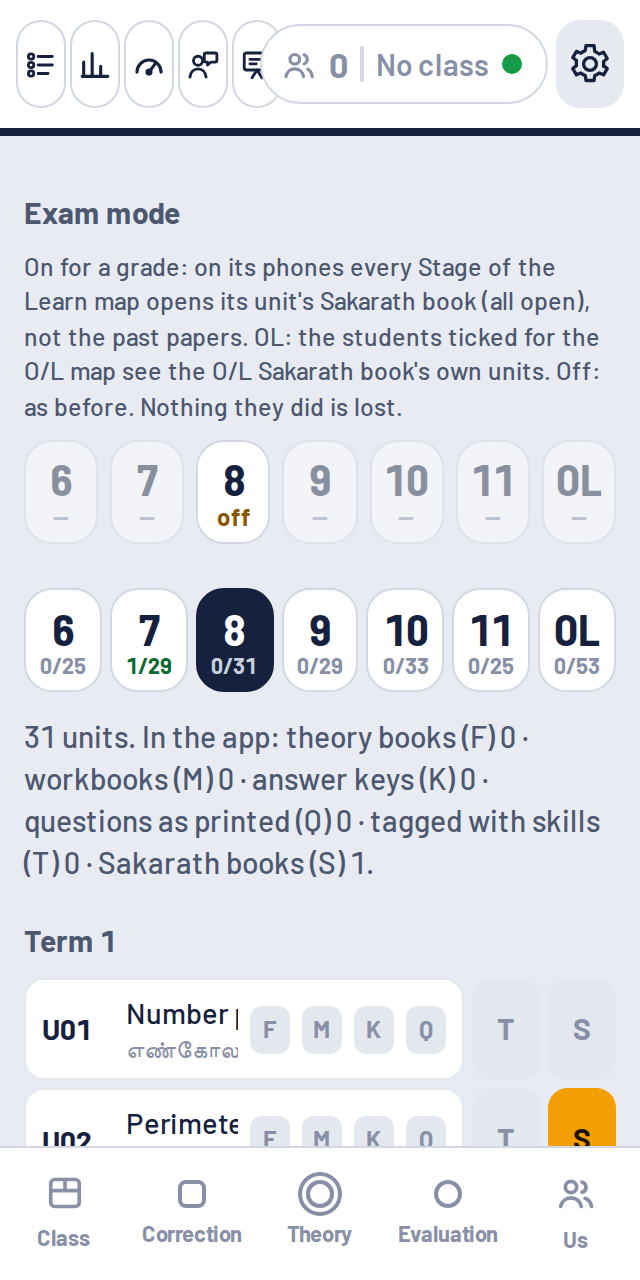 0 | No class
Exam mode
On for a grade: on its phones every Stage of the
Learn map opens its unit's Sakarath book (all open),
not the past papers. OL: the students ticked for the
O/L map see the O/L Sakarath book's own units. Off:
as before. Nothing they did is lost.
6 7 8 9 10 11 OL
– – off – – – –
6 7 8 9 10 11 OL
0/25 1/29 0/31 0/29 0/33 0/25 0/53
31 units. In the app: theory books (F) 0 ·
workbooks (M) 0 · answer keys (K) 0 ·
questions as printed (Q) 0 · tagged with skills
(T) 0 · Sakarath books (S) 1.
Term 1
U01 Number F M K Q T S
எண்கோல
U02 Perimete F M K Q T S
Class Correction Theory Evaluation Us